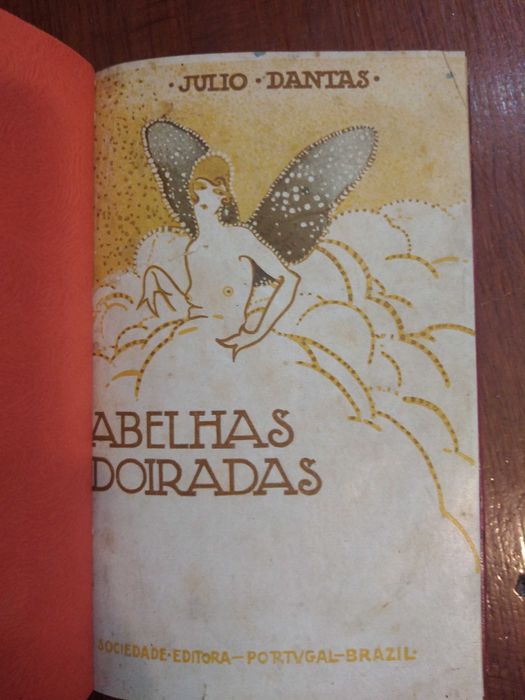 · JULIO · DANTAS ·
ABELHAS
DOIRADAS
SOCIEDADE·EDITORA–PORTVGAL–BRAZIL·